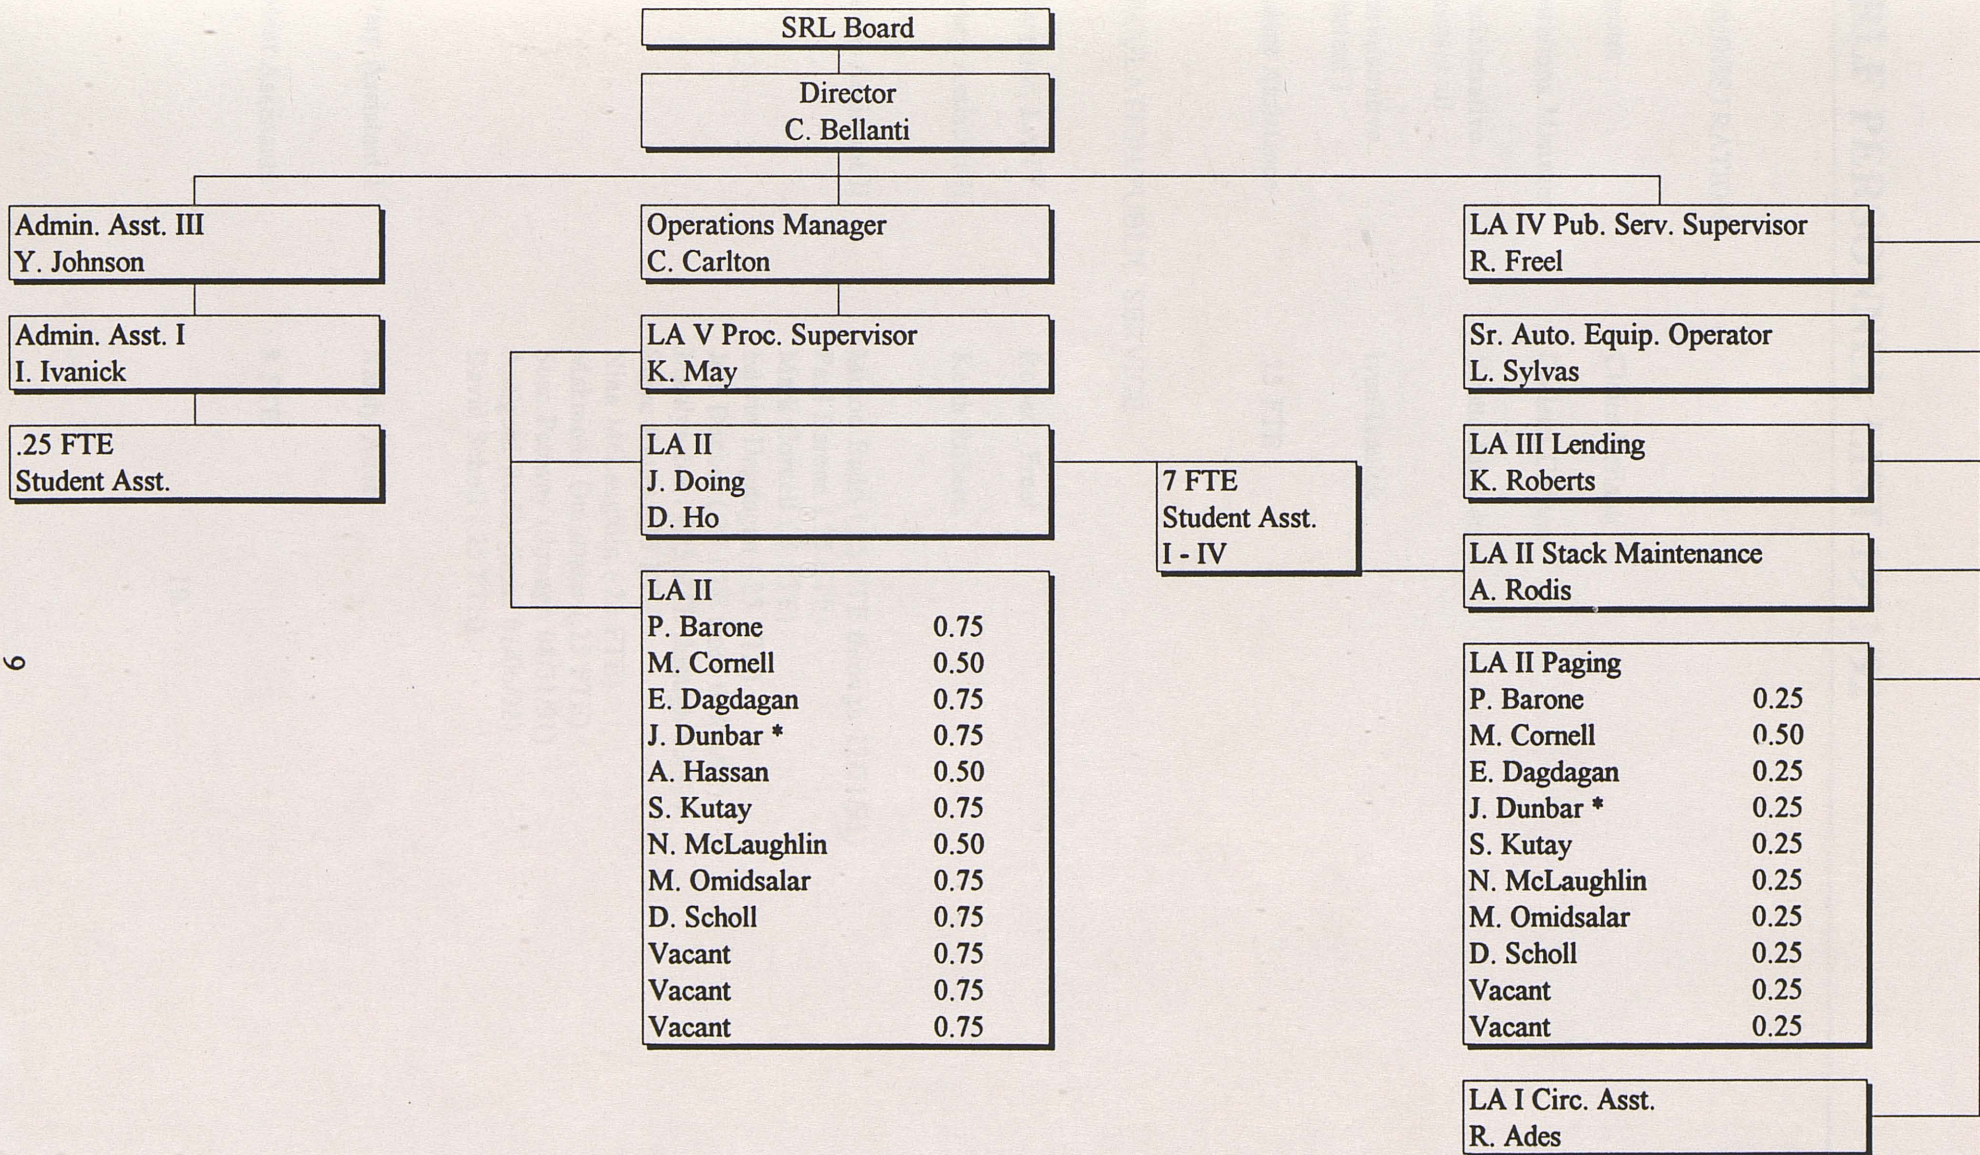 SRL Board
Director
C. Bellanti
Admin. Asst. III
Y. Johnson
Admin. Asst. I
I. Ivanick
.25 FTE
Student Asst.
Operations Manager
C. Carlton
LA V Proc. Supervisor
K. May
LA II
J. Doing
D. Ho
LA II
P. Barone 0.75
M. Cornell 0.50
E. Dagdagan 0.75
J. Dunbar * 0.75
A. Hassan 0.50
S. Kutay 0.75
N. McLaughlin 0.50
M. Omidsalar 0.75
D. Scholl 0.75
Vacant 0.75
Vacant 0.75
Vacant 0.75
7 FTE
Student Asst.
I - IV
LA IV Pub. Serv. Supervisor
R. Freel
Sr. Auto. Equip. Operator
L. Sylvas
LA III Lending
K. Roberts
LA II Stack Maintenance
A. Rodis
LA II Paging
P. Barone 0.25
M. Cornell 0.50
E. Dagdagan 0.25
J. Dunbar * 0.25
S. Kutay 0.25
N. McLaughlin 0.25
M. Omidsalar 0.25
D. Scholl 0.25
Vacant 0.25
Vacant 0.25
LA I Circ. Asst.
R. Ades
9